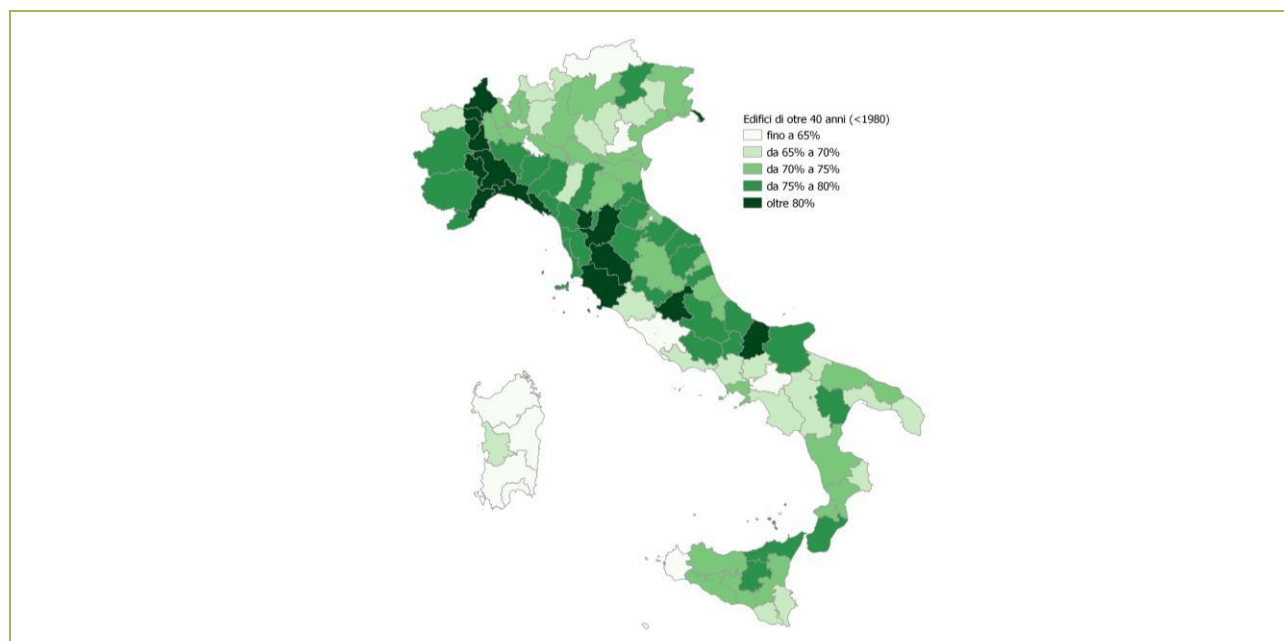 Edifici di otre 40 anni (<1980)
fino a 65%
da 65% a 70%
da 70% a 75%
da 75% a 80%
oltre 80%